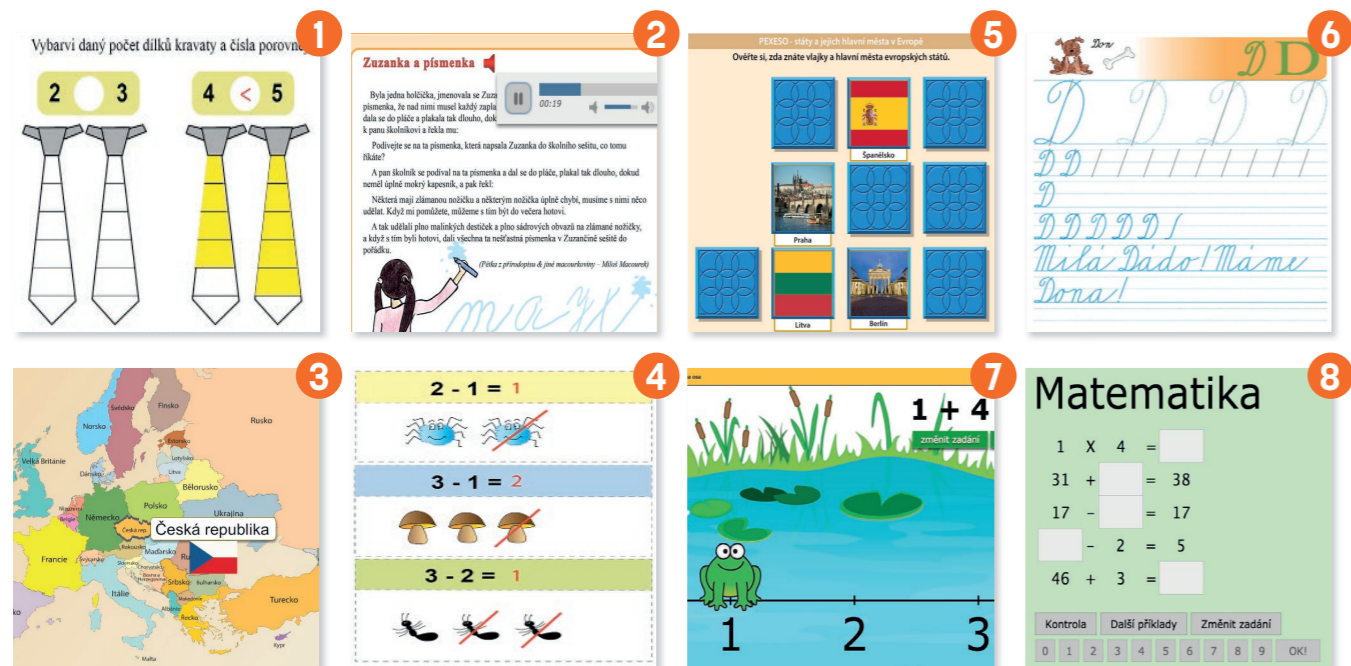 1
Vybarvi daný počet dílků kravaty a čísla
2 3
4 < 5
2
Zuzanka a písmenka
00:19
Byla jedna holčička, jmenovala se
písmenka, že nad nimi musel každý
dala se do pláče a plakala tak dlouho,
k panu školníkovi a řekla mu:
Podívejte se na ta písmenka, která napsala Zuzanka do školního sešitu, co tomu
říkáte?
A pan školník se podíval na ta písmenka a dal se do pláče, plakal tak dlouho, dokud
neměl úplně mokrý kapesník, a pak řekl:
Některá mají zlámanou nožičku a některým nožička úplně chybí, musíme s nimi něco
udělat. Když mi pomůžete, můžeme s tím být do večera hotovi.
A tak udělali plno malinkých destiček a plno sádrových obvazů na zlámané nožičky,
a když s tím byli hotovi, dali všechna ta nešťastná písmenka v Zuzančině sešitě do
pořádku.
(Pětka z přírodopisu & jiné macourkoviny – Miloš Macourek)
5
PEXESO - státy a jejich hlavní města v Evropě
Ověřte si, zda znáte vlajky a hlavní města evropských států.
Španělsko
Praha
Litva
Berlín
6
Don
D D
D D D D
D D
D
D D D D D
Milá Dádo! Máme
Dona!
3
Finsko
Švédsko
Norsko
Rusko
Estonsko
Lotyšsko
Litva
Dánsko
Velká Británie
Bělorusko
Polsko
Německo
Belgie
Ukrajina
Česká rep.
Česká republika
Rakousko
Maďarsko
Francie
Švýcarsko
Chorvatsko
Srbsko
Bulharsko
Itálie
Albánie
Makedonie
Řecko
Turecko
Kypr
Malta
4
2 - 1 = 1
3 - 1 = 2
3 - 2 = 1
7
1 + 4
změnit zadání
1 2 3
8
Matematika
1 X 4 =
31 + = 38
17 - = 17
- 2 = 5
46 + 3 =
Kontrola Další příklady Změnit zadání
0 1 2 3 4 5 6 7 8 9 OK!